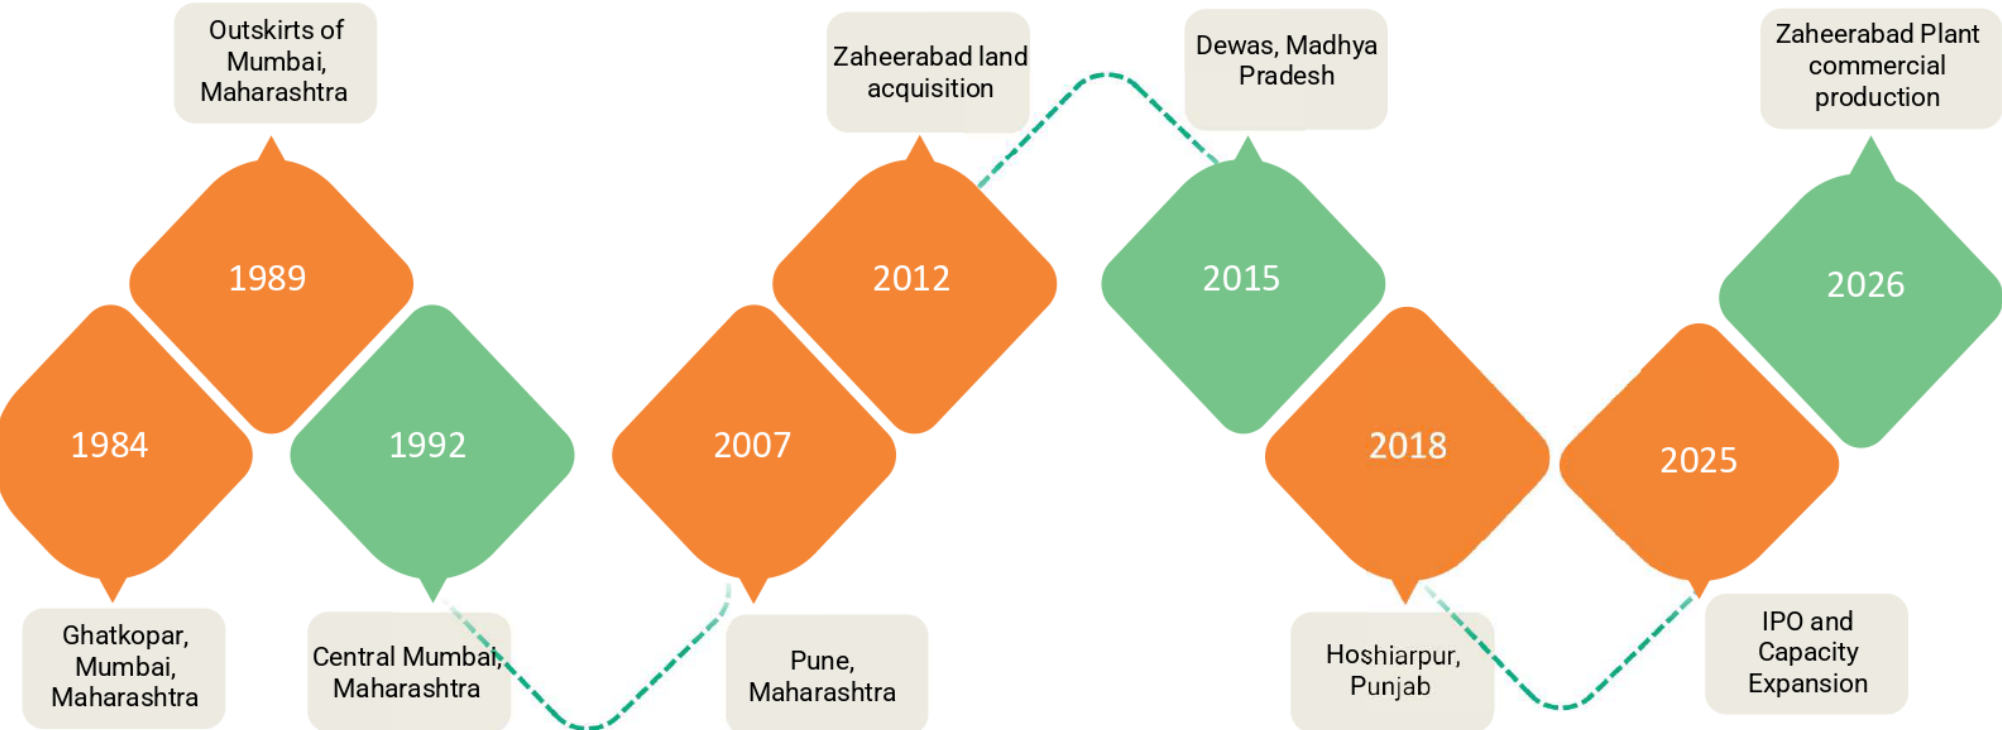 1984
Ghatkopar,
Mumbai,
Maharashtra
1989
Outskirts of
Mumbai,
Maharashtra
1992
Central Mumbai,
Maharashtra
2007
Pune,
Maharashtra
2012
Zaheerabad land
acquisition
2015
Dewas, Madhya
Pradesh
2018
Hoshiarpur,
Punjab
2025
IPO and
Capacity
Expansion
2026
Zaheerabad Plant
commercial
production